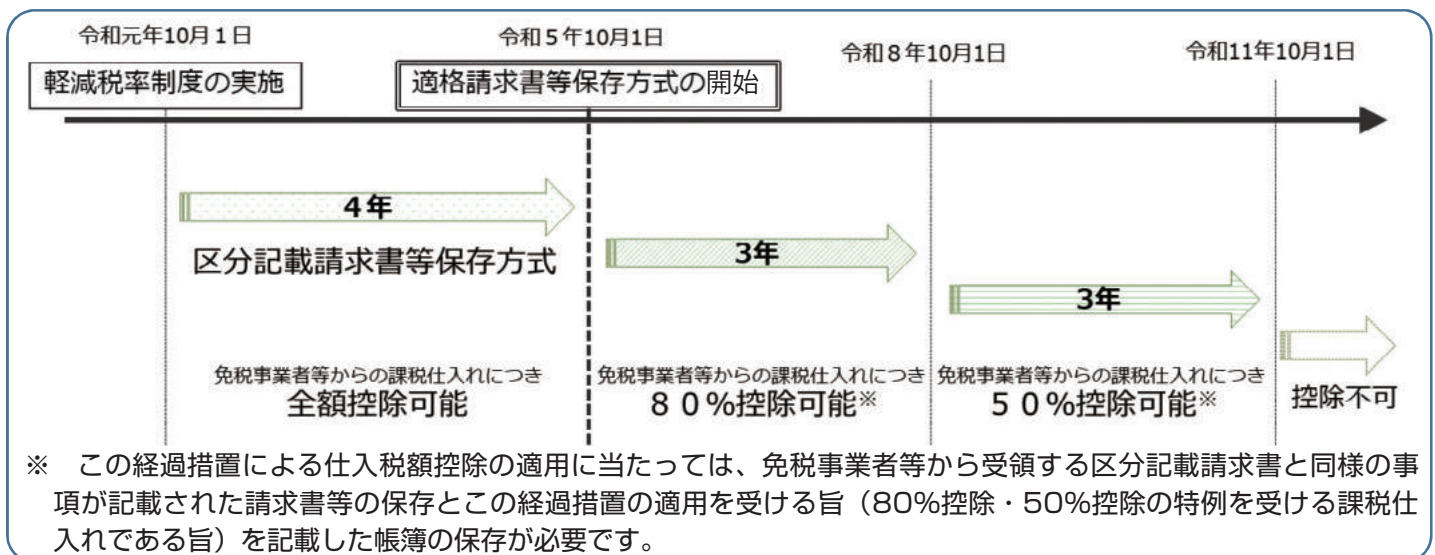 令和元年10月1日
令和5年10月1日
令和8年10月1日
令和11年10月1日
軽減税率制度の実施
適格請求書等保存方式の開始
4年
区分記載請求書等保存方式
3年
3年
免税事業者等からの課税仕入れにつき
全額控除可能
免税事業者等からの課税仕入れにつき
80%控除可能※
免税事業者等からの課税仕入れにつき
50%控除可能※
控除不可
※ この経過措置による仕入税額控除の適用に当たっては、免税事業者等から受領する区分記載請求書と同様の事
項が記載された請求書等の保存とこの経過措置の適用を受ける旨(80%控除・50%控除の特例を受ける課税仕
入れである旨)を記載した帳簿の保存が必要です。